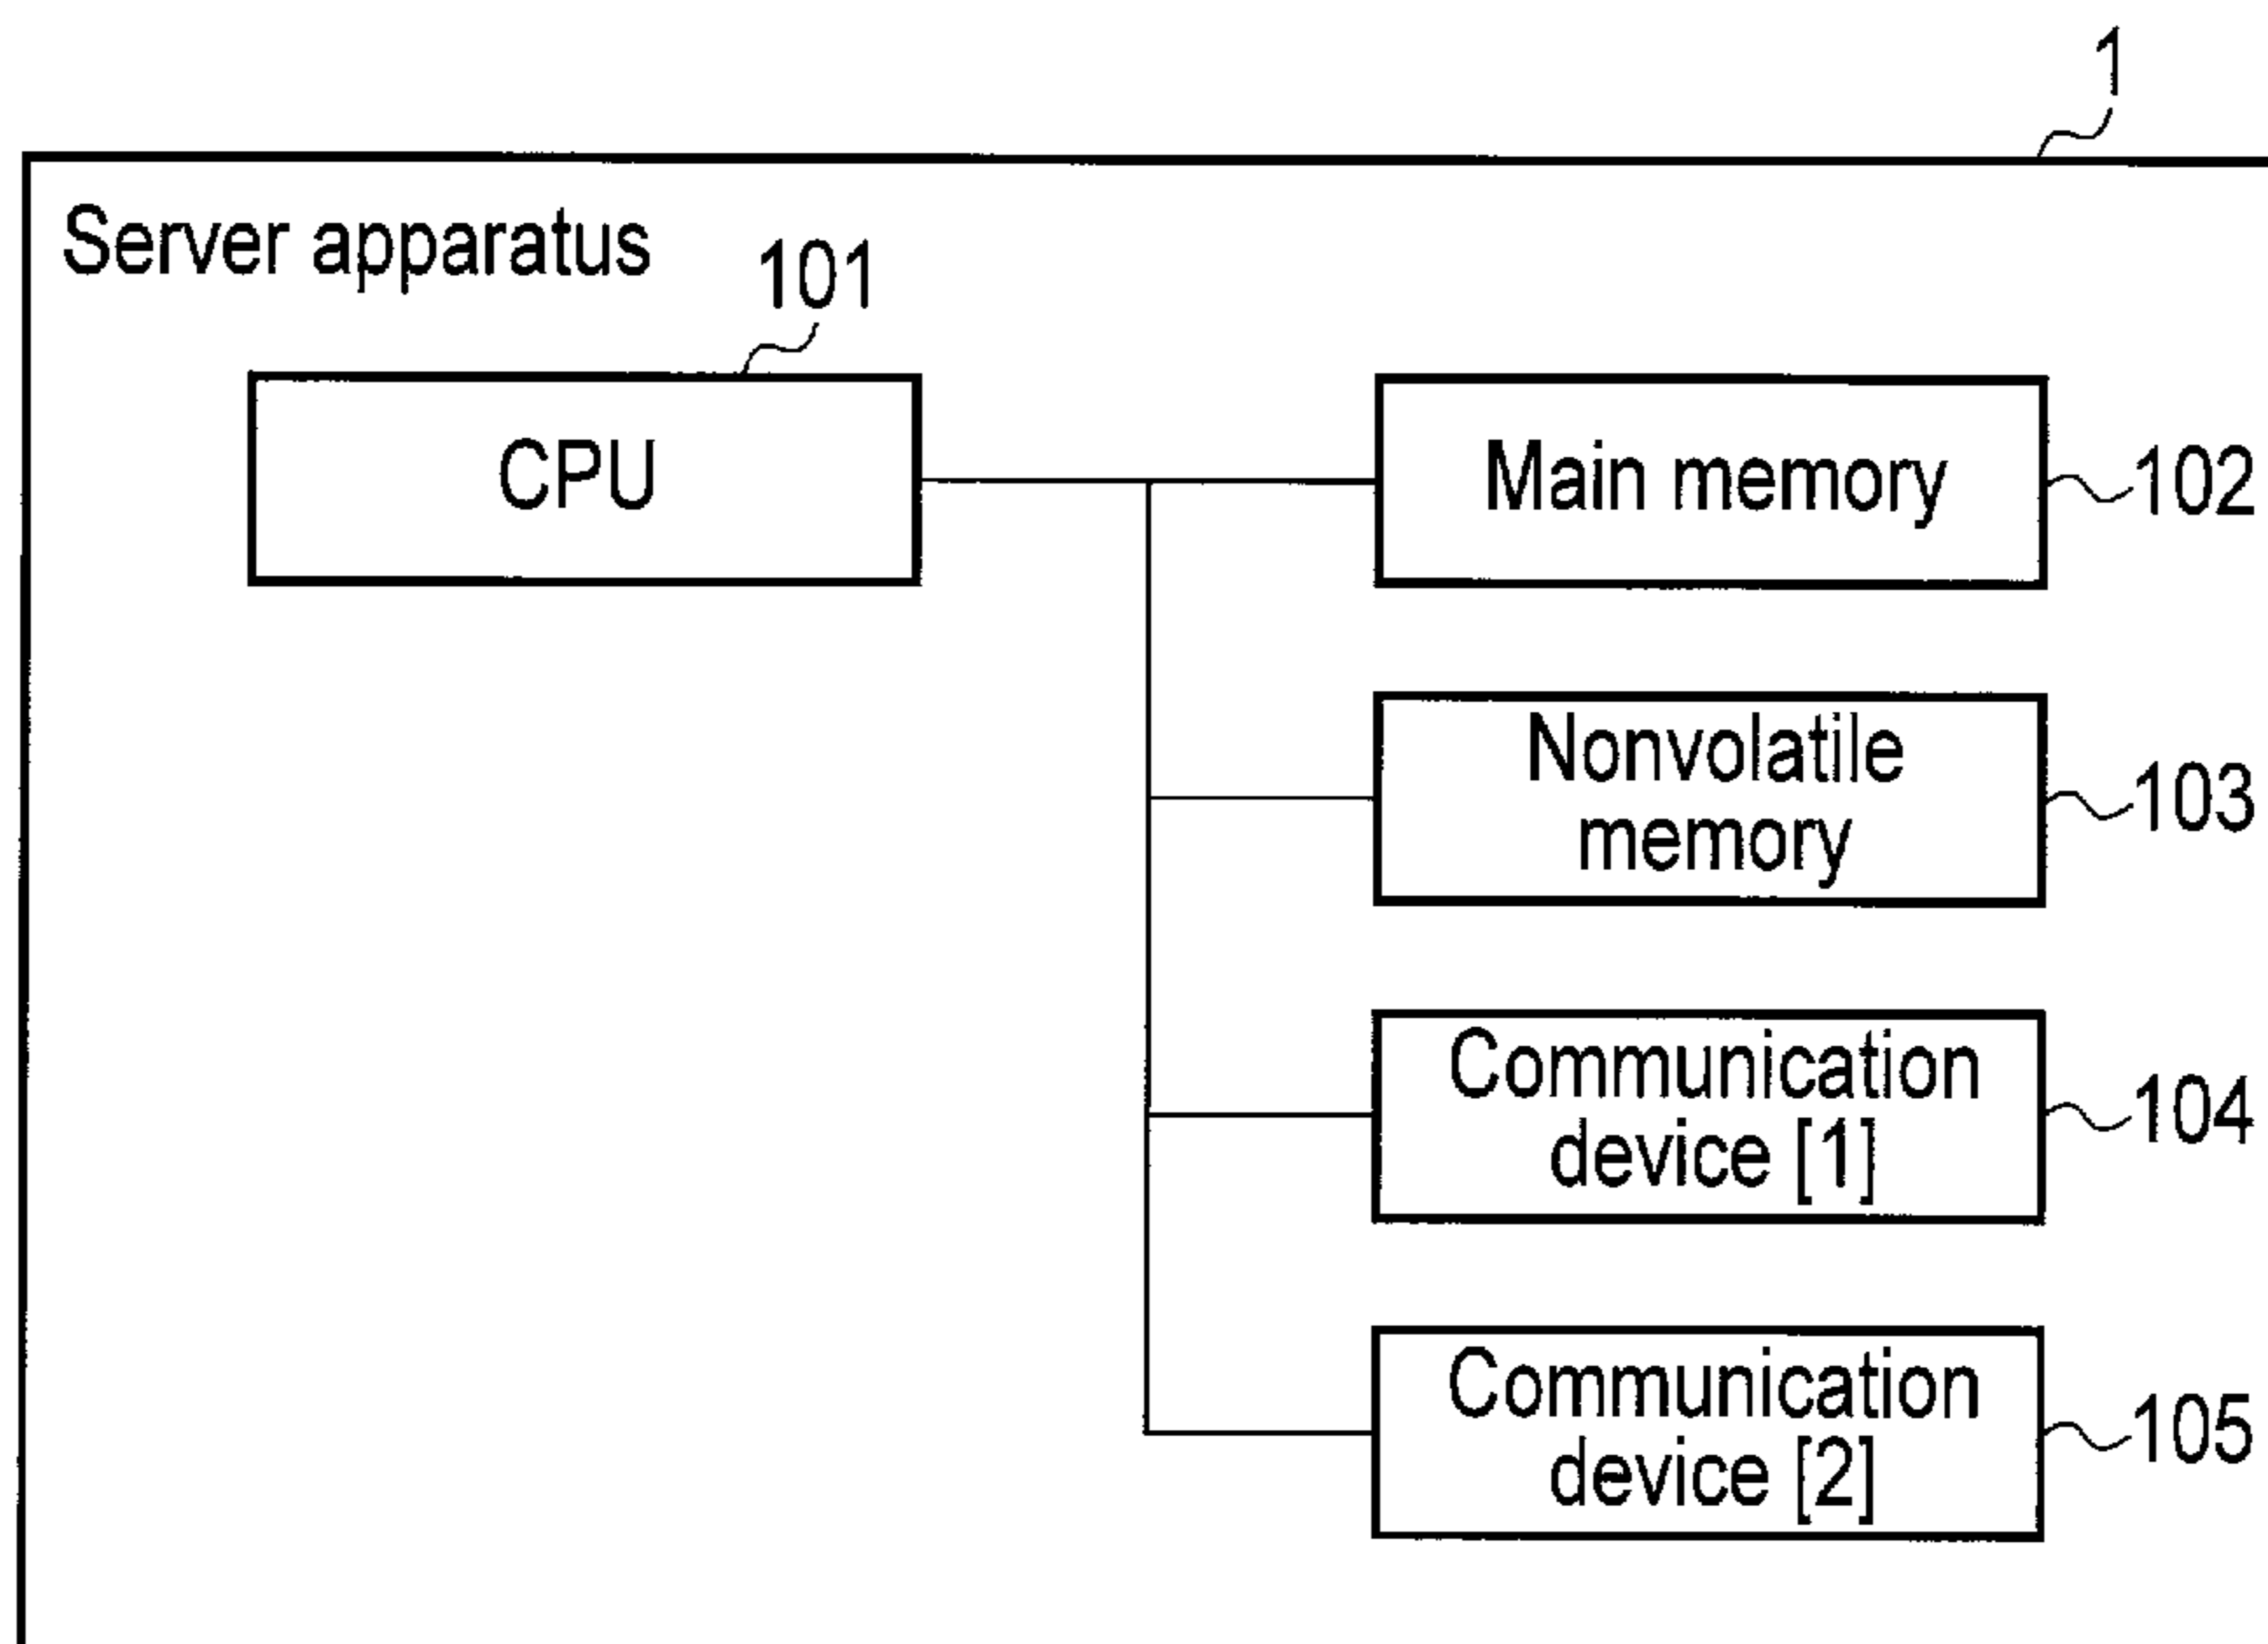 1
Server apparatus
101
CPU
Main memory
102
Nonvolatile
memory
103
Communication
device [1]
104
Communication
device [2]
105